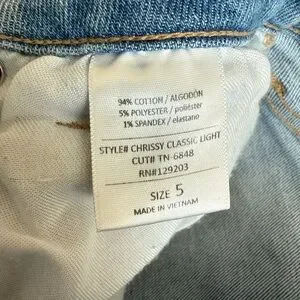 94% COTTON / ALGODÓN
5% POLYESTER / poliéster
1% SPANDEX / elastano
STYLE# CHRISSY CLASSIC LIGHT
CUT# TN-6848
RN#129203
SIZE 5
MADE IN VIETNAM